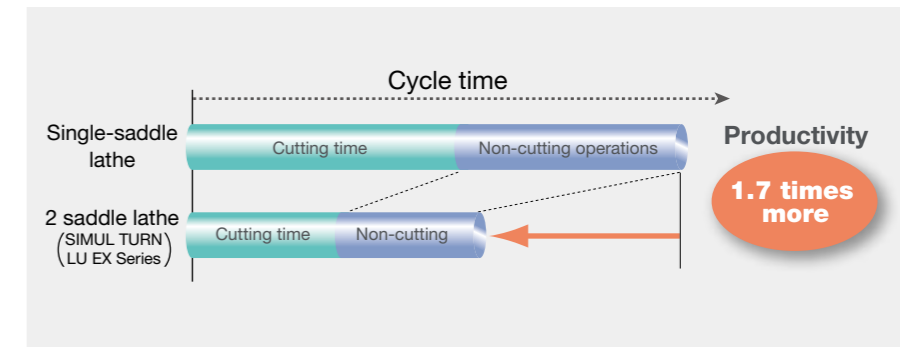 Cycle time
Single-saddle
lathe
Cutting time
Non-cutting operations
Productivity
1.7 times
more
2 saddle lathe
(SIMUL TURN
LU EX Series)
Cutting time
Non-cutting